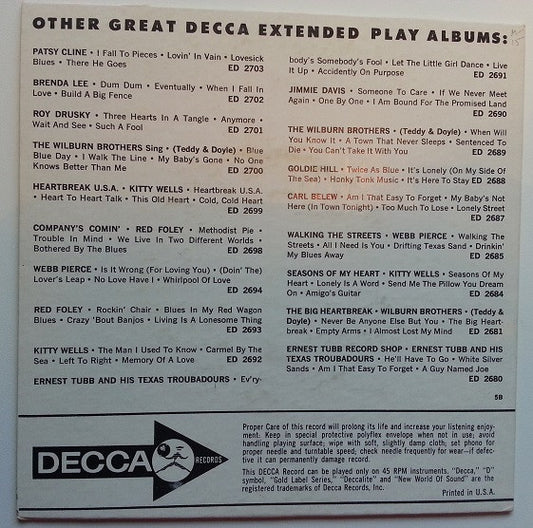 OTHER GREAT DECCA EXTENDED PLAY ALBUMS:
PATSY CLINE • I Fall To Pieces • Lovin' In Vain • Lovesick
Blues • There He Goes
ED 2703
BRENDA LEE • Dum Dum • Eventually • When I Fall In
Love • Build A Big Fence
ED 2702
ROY DRUSKY • Three Hearts In A Tangle • Anymore •
Wait And See • Such A Fool
ED 2701
THE WILBURN BROTHERS Sing • (Teddy & Doyle) • Blue
Blue Day • I Walk The Line • My Baby's Gone • No One
Knows Better Than Me
ED 2700
HEARTBREAK U.S.A. • KITTY WELLS • Heartbreak U.S.A.
• Heart To Heart Talk • This Old Heart • Cold, Cold Heart
ED 2699
COMPANY'S COMIN' • RED FOLEY • Methodist Pie •
Trouble In Mind • We Live In Two Different Worlds •
Bothered By The Blues
ED 2698
WEBB PIERCE • Is It Wrong (For Loving You) • (Doin' The)
Lover's Leap • No Love Have I • Whirlpool Of Love
ED 2694
RED FOLEY • Rockin' Chair • Blues In My Red Wagon
Blues • Crazy 'Bout Banjos • Living Is A Lonesome Thing
ED 2693
KITTY WELLS • The Man I Used To Know • Carmel By The
Sea • Left To Right • Memory Of A Love
ED 2692
ERNEST TUBB AND HIS TEXAS TROUBADOURS • Ev'ry-
body's Somebody's Fool • Let The Little Girl Dance • Live
It Up • Accidently On Purpose
ED 2691
JIMMIE DAVIS • Someone To Care • If We Never Meet
Again • One By One • I Am Bound For The Promised Land
ED 2690
THE WILBURN BROTHERS • (Teddy & Doyle) • When Will
You Know It • A Town That Never Sleeps • Sentenced To
Die • You Can't Take It With You
ED 2689
GOLDIE HILL • Twice As Blue • It's Lonely (On My Side Of
The Sea) • Honky Tonk Music • It's Here To Stay ED 2688
CARL BELEW • Am I That Easy To Forget • My Baby's Not
Here (In Town Tonight) • Too Much To Lose • Lonely Street
ED 2687
WALKING THE STREETS • WEBB PIERCE • Walking The
Streets • All I Need Is You • Drifting Texas Sand • Drinkin'
My Blues Away
ED 2685
SEASONS OF MY HEART • KITTY WELLS • Seasons Of My
Heart • Lonely Is A Word • Send Me The Pillow You Dream
On • Amigo's Guitar
ED 2684
THE BIG HEARTBREAK • WILBURN BROTHERS • (Teddy &
Doyle) • Never Be Anyone Else But You • The Big Heart-
break • Empty Arms • I Almost Lost My Mind
ED 2681
ERNEST TUBB RECORD SHOP • ERNEST TUBB AND HIS
TEXAS TROUBADOURS • He'll Have To Go • White Silver
Sands • Am I That Easy To Forget • A Guy Named Joe
ED 2680
5B
DECCA RECORDS
Proper Care of this record will prolong its life and increase your listening enjoy-
ment: Keep in special protective polyflex envelope when not in use; avoid
handling playing surface; wipe with soft, slightly damp cloth; set phono for
proper needle and turntable speed; check needle frequently for wear—if defec-
tive it can permanently damage record.
This DECCA Record can be played only on 45 RPM instruments. "Decca," "D"
symbol, "Gold Label Series," "Deccalite" and "New World Of Sound" are the
registered trademarks of Decca Records, Inc.
Printed in U.S.A.